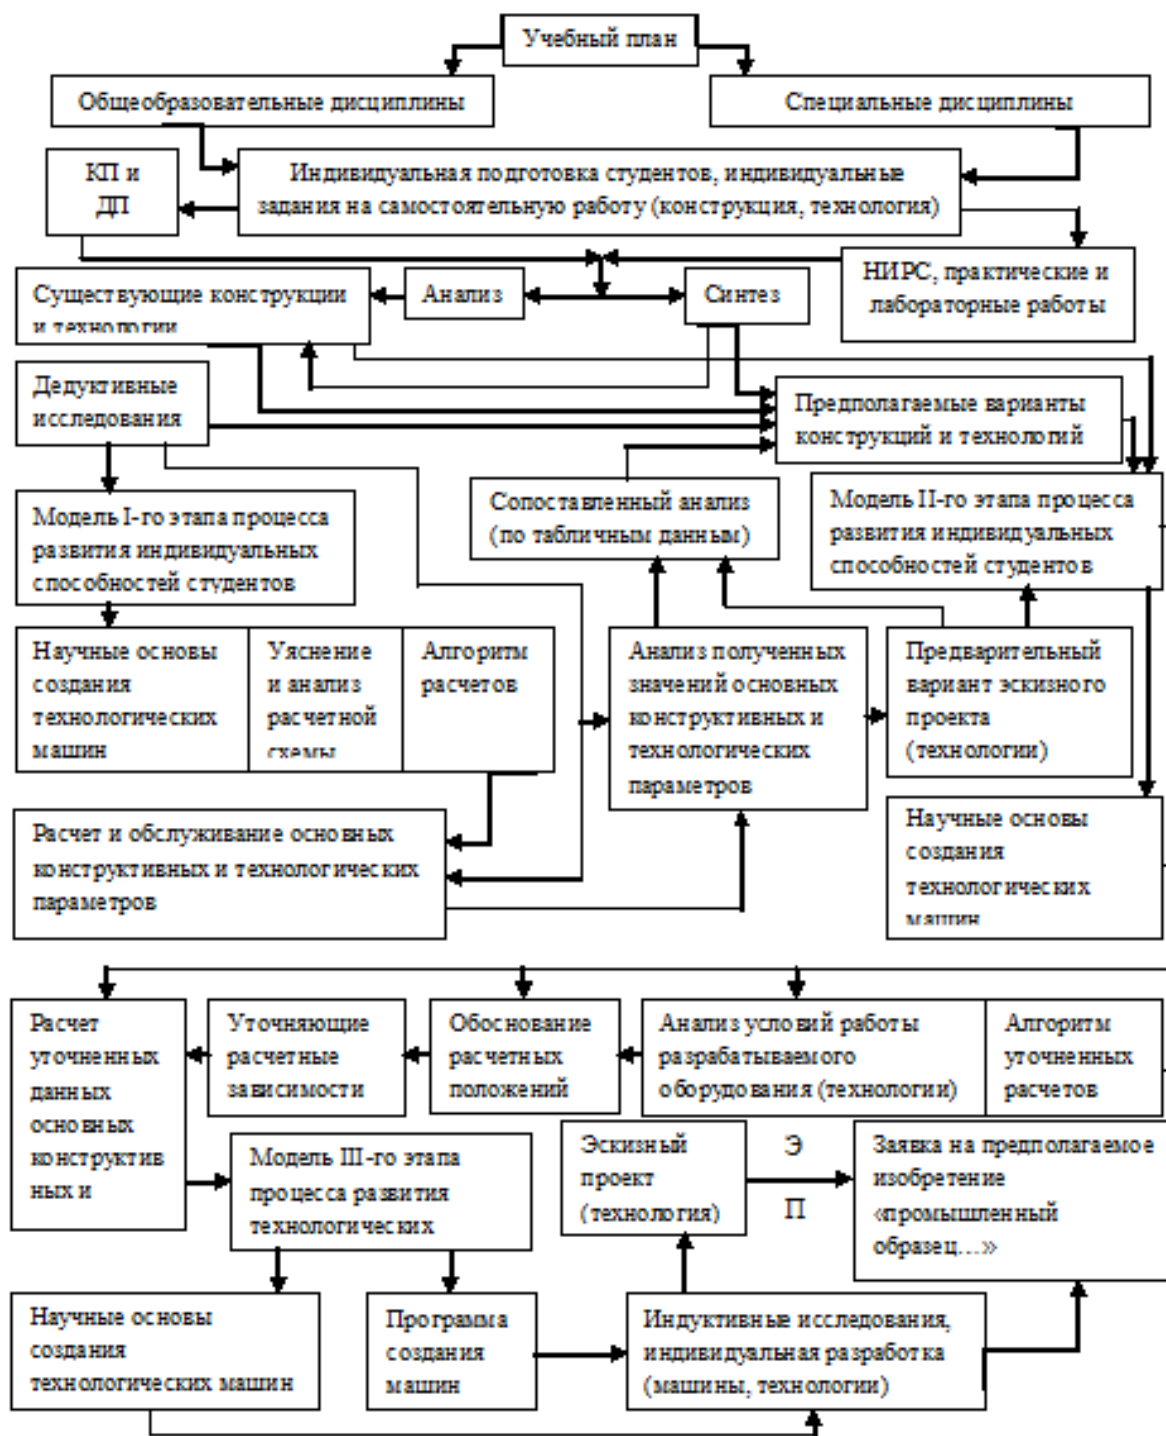 Учебный план
Общеобразовательные дисциплины
Специальные дисциплины
КП и
ДП
Индивидуальная подготовка студентов, индивидуальные
задания на самостоятельную работу (конструкция, технология)
НИРС, практические и
лабораторные работы
Существующие конструкции
и технологии
Анализ
Синтез
Дедуктивные
исследования
Предполагаемые варианты
конструкций и технологий
Модель I-го этапа процесса
развития индивидуальных
способностей студентов
Сопоставленный анализ
(по табличным данным)
Модель II-го этапа процесса
развития индивидуальных
способностей студентов
Научные основы
создания
технологических
машин
Уяснение
и анализ
расчетной
схемы
Алгоритм
расчетов
Анализ полученных
значений основных
конструктивных и
технологических
параметров
Предварительный
вариант эскизного
проекта
(технологии)
Расчет и обслуживание основных
конструктивных и технологических
параметров
Научные основы
создания
технологических
машин
Расчет
уточненных
данных
основных
конструктив
ных и
Уточняющие
расчетные
зависимости
Обоснование
расчетных
положений
Анализ условий работы
разрабатываемого
оборудования (технологии)
Алгоритм
уточненных
расчетов
Модель III-го этапа
процесса развития
технологических
Эскизный
проект
(технология)
Э
П
Заявка на предполагаемое
изобретение
«промышленный
образец…»
Научные основы
создания
технологических машин
Программа
создания
машин
Индуктивные исследования,
индивидуальная разработка
(машины, технологии)